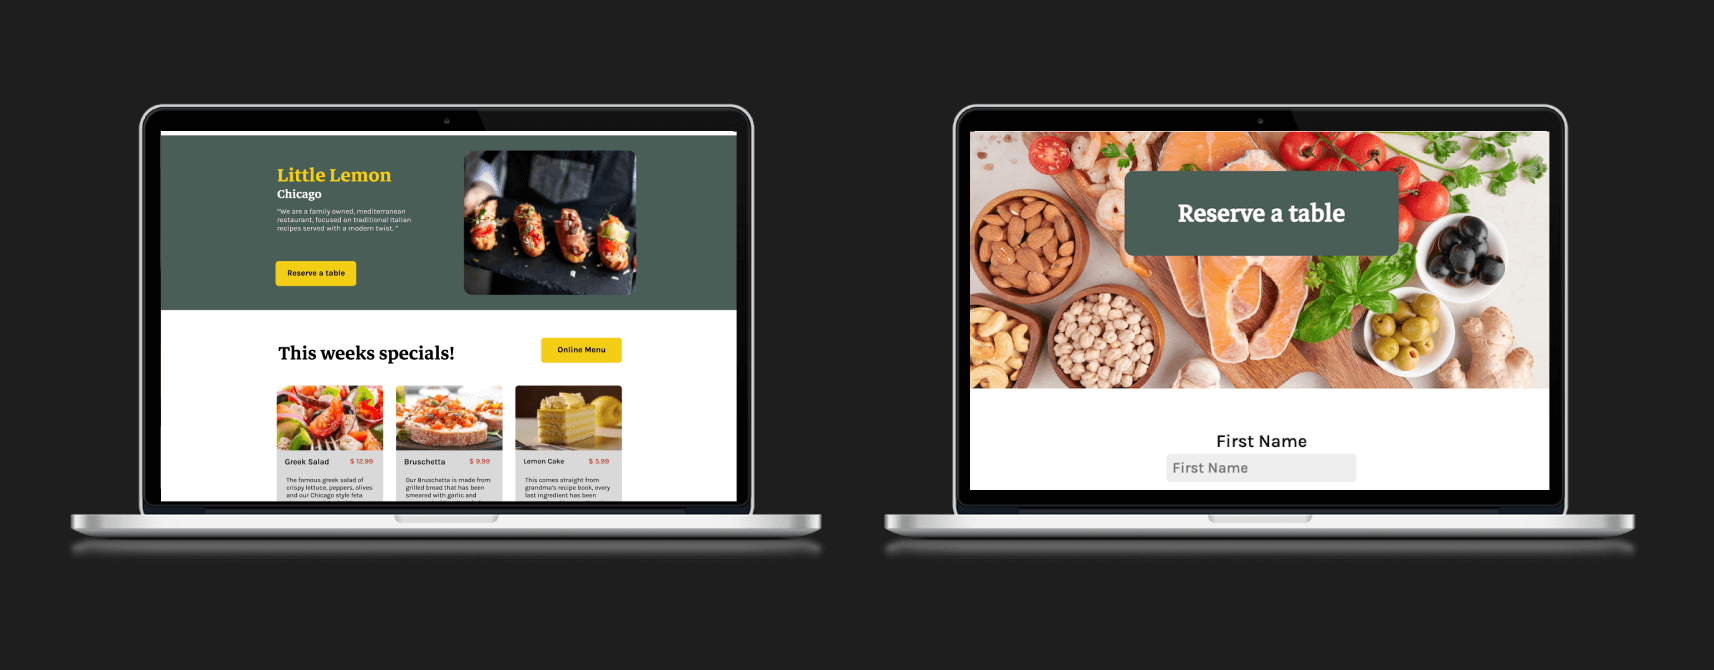 Little Lemon
Chicago
"We are a family owned, mediterranean
restaurant, focused on traditional Italian
recipes served with a modern twist. "
Reserve a table
This weeks specials!
Online Menu
Greek Salad $ 12.99
The famous greek salad of
crispy lettuce, peppers, olives
and our Chicago style feta
Bruschetta $ 9.99
Our Bruschetta is made from
grilled bread that has been
smeared with garlic and
Lemon Cake $ 5.99
This comes straight from
grandma's recipe book, every
last ingredient has been
Reserve a table
First Name
First Name